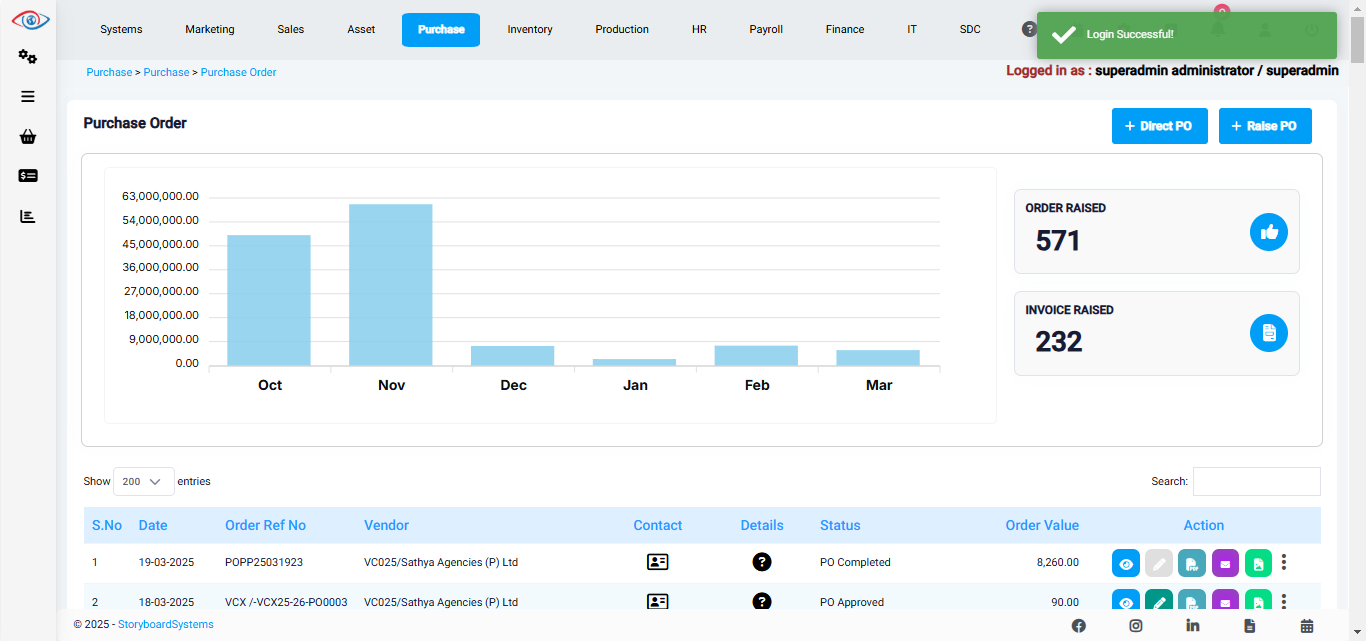 Systems Marketing Sales Asset Purchase Inventory Production HR Payroll Finance IT SDC
Login Successful!
Purchase > Purchase > Purchase Order
Logged in as : superadmin administrator / superadmin
Purchase Order
+ Direct PO + Raise PO
63,000,000.00
54,000,000.00
45,000,000.00
36,000,000.00
27,000,000.00
18,000,000.00
9,000,000.00
0.00
Oct Nov Dec Jan Feb Mar
ORDER RAISED
571
INVOICE RAISED
232
Show 200 entries
Search:
S.No Date Order Ref No Vendor Contact Details Status Order Value Action
1 19-03-2025 POPP25031923 VC025/Sathya Agencies (P) Ltd PO Completed 8,260.00
2 18-03-2025 VCX /-VCX25-26-PO0003 VC025/Sathya Agencies (P) Ltd PO Approved 90.00
© 2025 - StoryboardSystems